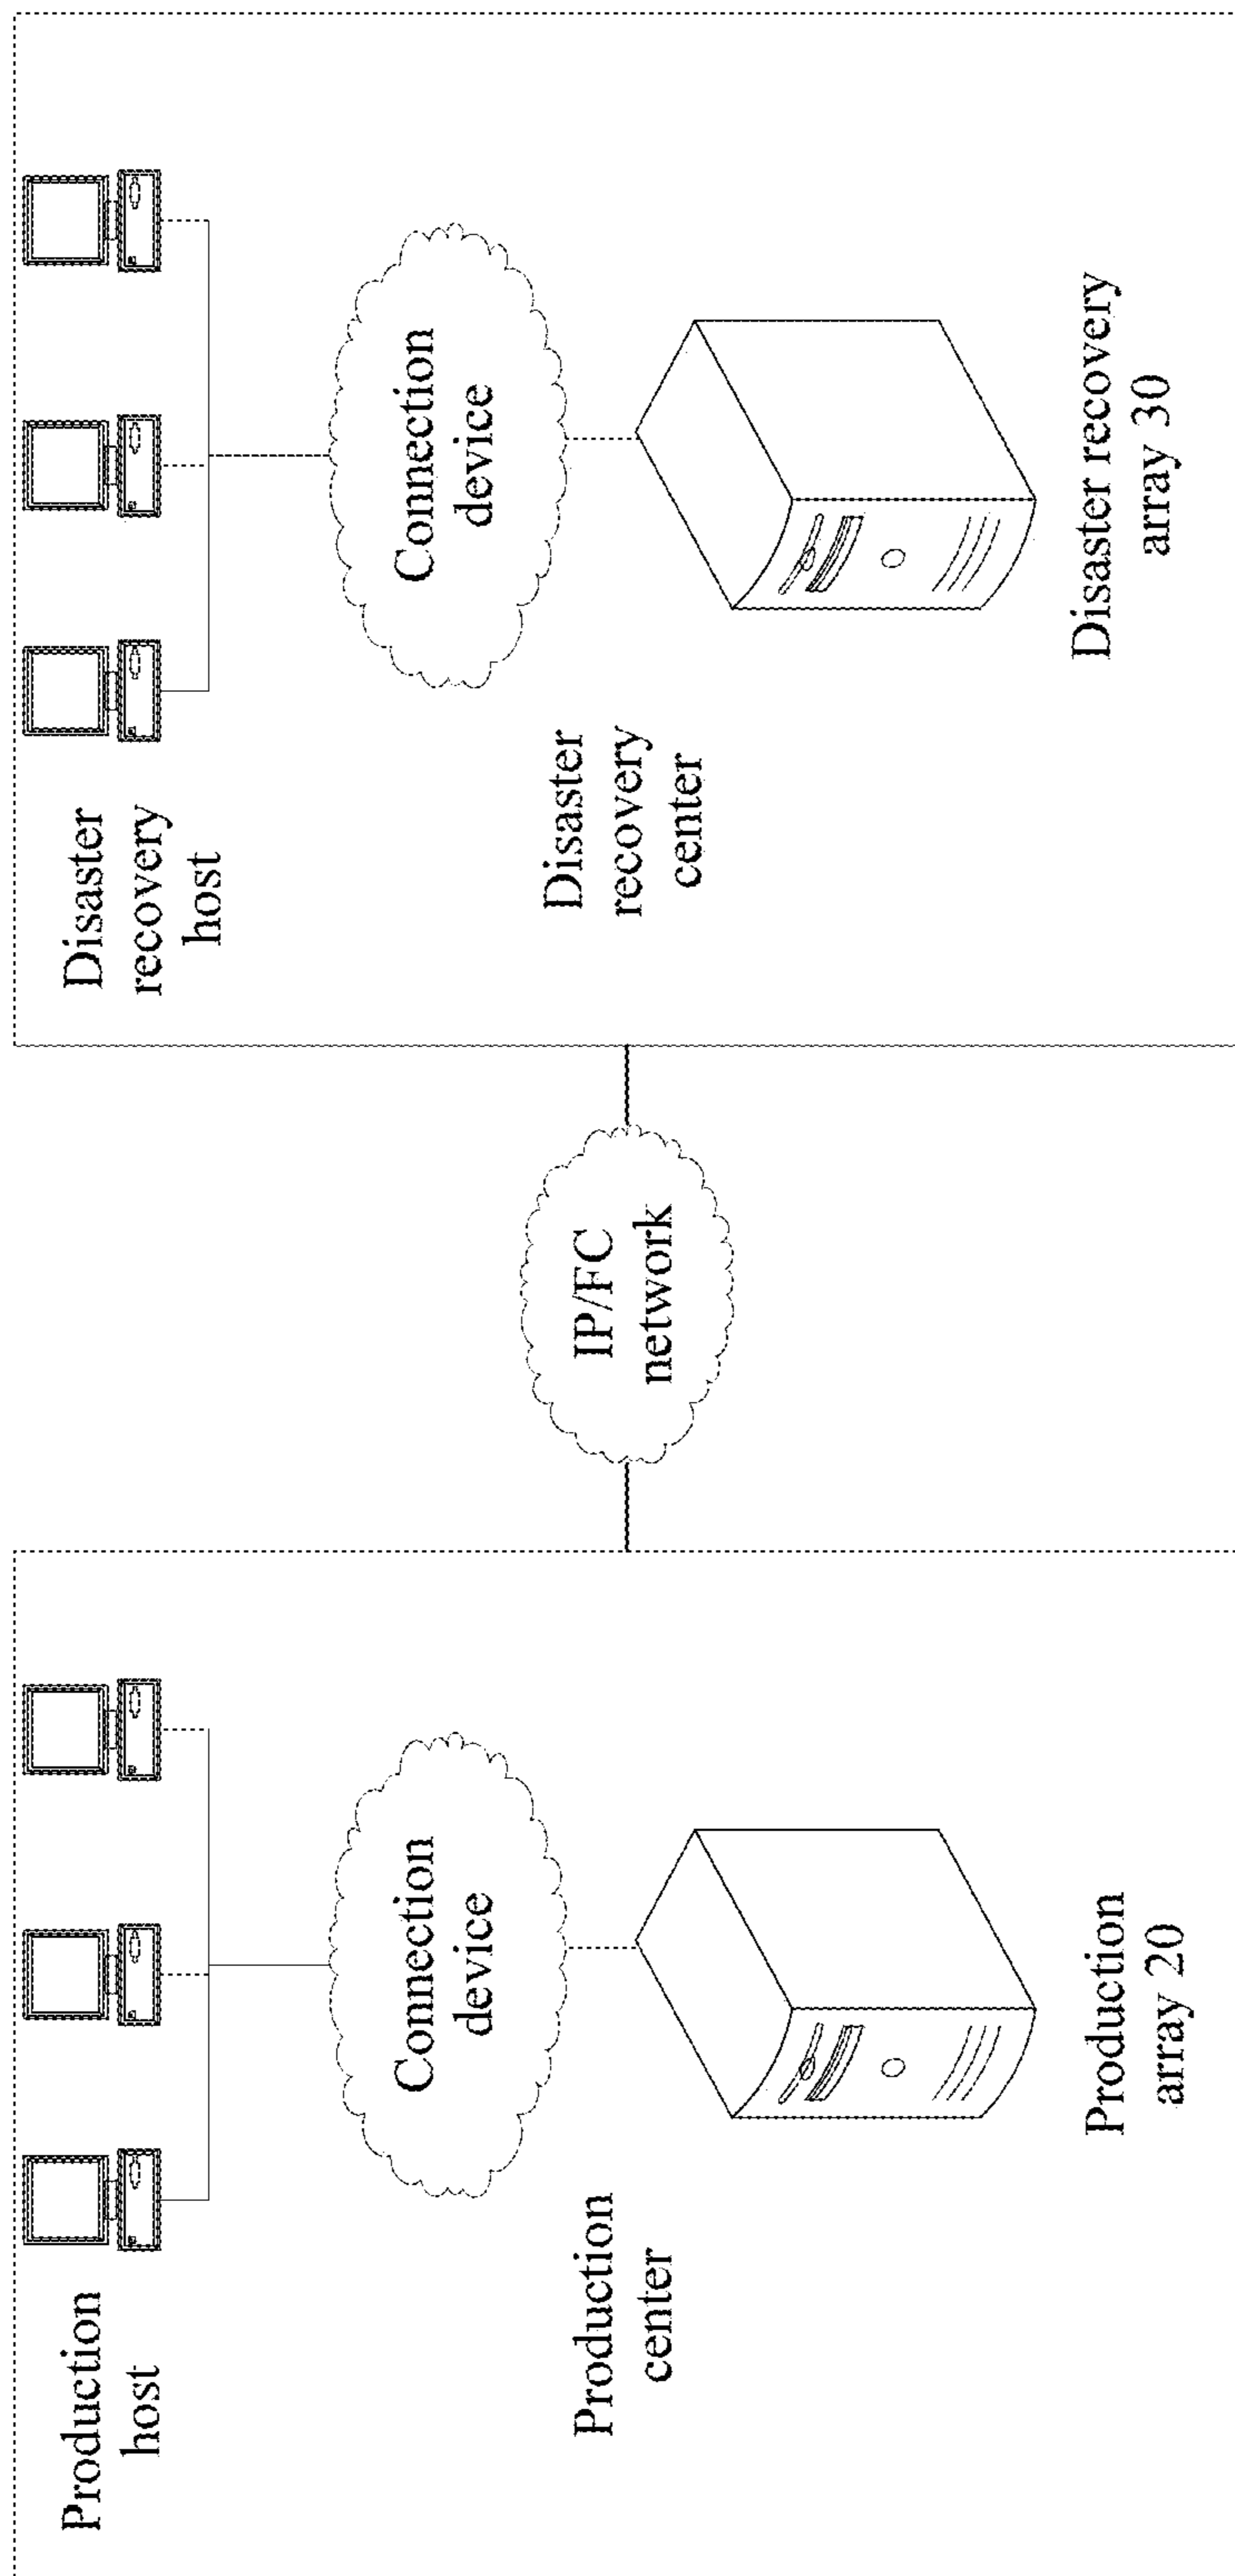 Production
host
Connection
device
Production
center
Production
array 20
IP/FC
network
Disaster
recovery
host
Connection
device
Disaster
recovery
center
Disaster recovery
array 30